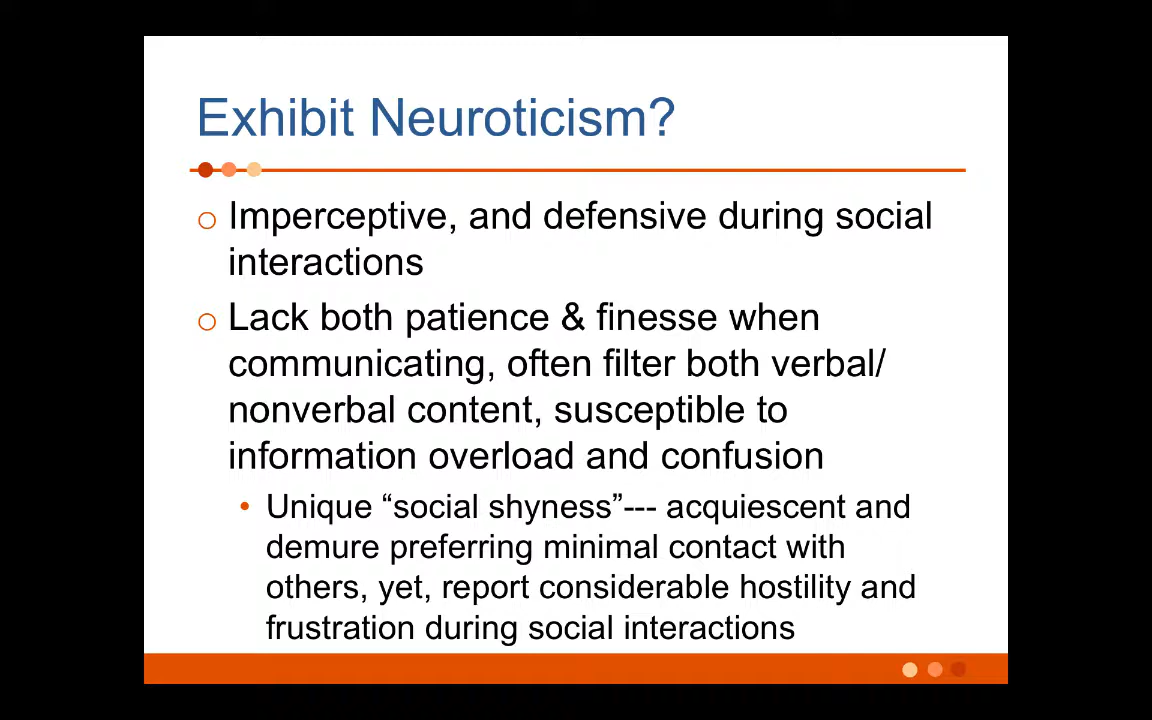 Exhibit Neuroticism?
Imperceptive, and defensive during social
interactions
Lack both patience & finesse when
communicating, often filter both verbal/
nonverbal content, susceptible to
information overload and confusion
Unique “social shyness”--- acquiescent and
demure preferring minimal contact with
others, yet, report considerable hostility and
frustration during social interactions